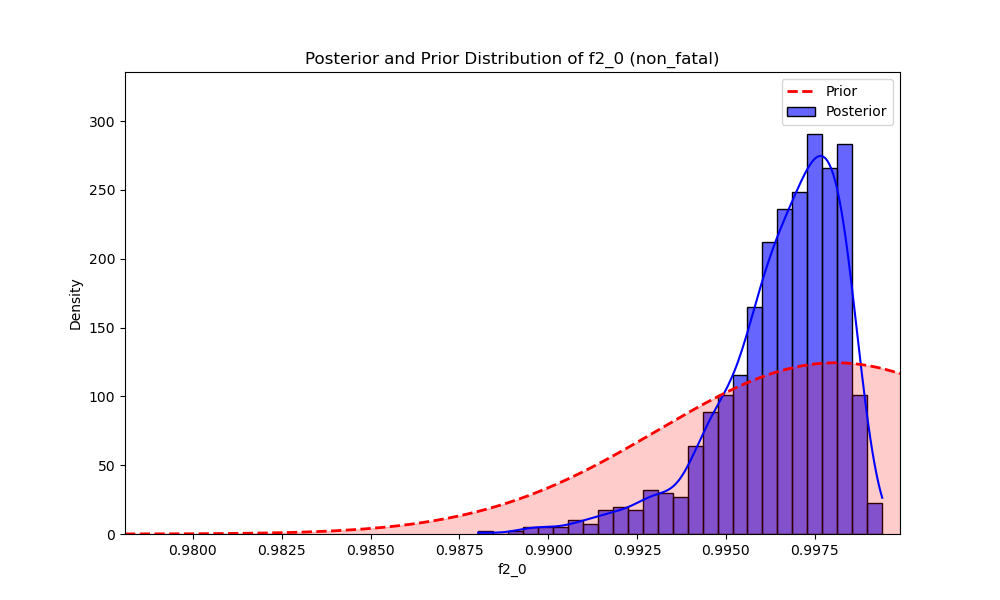 Posterior and Prior Distribution of f2_0 (non_fatal)
Prior
Posterior
300
250
200
150
100
50
0
Density
0.9800 0.9825 0.9850 0.9875 0.9900 0.9925 0.9950 0.9975
f2_0